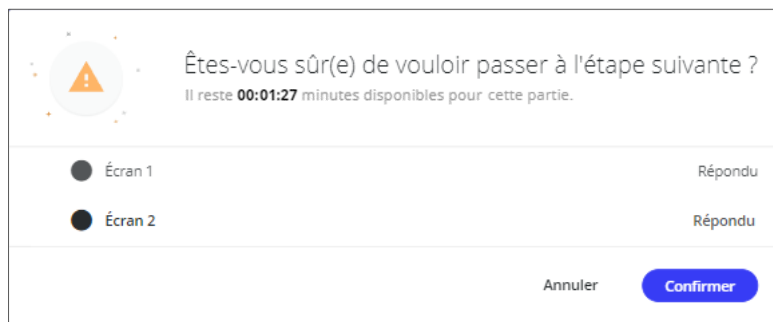 Êtes-vous sûr(e) de vouloir passer à l'étape suivante ?
Il reste 00:01:27 minutes disponibles pour cette partie.
Écran 1 Répondu
Écran 2 Répondu
Annuler Confirmer